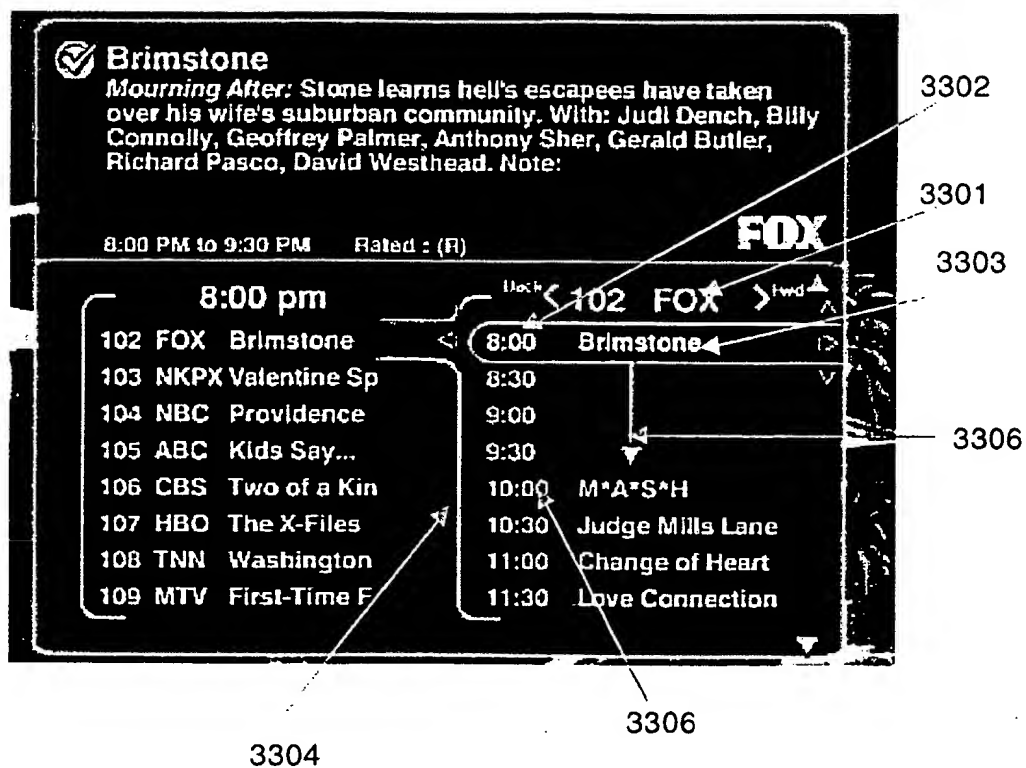 Brimstone
Mourning After: Stone learns hell's escapees have taken
over his wife's suburban community. With: Judi Dench, Billy
Connolly, Geoffrey Palmer, Anthony Sher, Gerald Butler,
Richard Pasco, David Westhead. Note:
8:00 PM to 9:30 PM Rated : (R)
FOX
8:00 pm
102 FOX Brimstone
103 NKPX Valentine Sp
104 NBC Providence
105 ABC Kids Say...
106 CBS Two of a Kin
107 HBO The X-Files
108 TNN Washington
109 MTV First-Time F
Back < 102 FOX > Fwd
8:00 Brimstone
8:30
9:00
9:30
10:00 M*A*S*H
10:30 Judge Mills Lane
11:00 Change of Heart
11:30 Love Connection
3302
3301
3303
3306
3306
3304